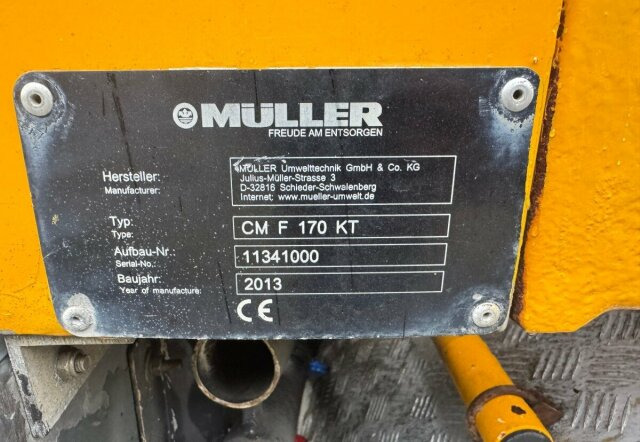 MÜLLER
FREUDE AM ENTSORGEN
Hersteller:
Manufacturer:
MÜLLER Umwelttechnik GmbH & Co. KG
Julius-Müller-Strasse 3
D-32816 Schieder-Schwalenberg
Internet; www.mueller-umwelt.de
Typ:
Type:
CM F 170 KT
Aufbau-Nr.:
Serial-No.:
11341000
Baujahr:
Year of manufacture:
2013
CE